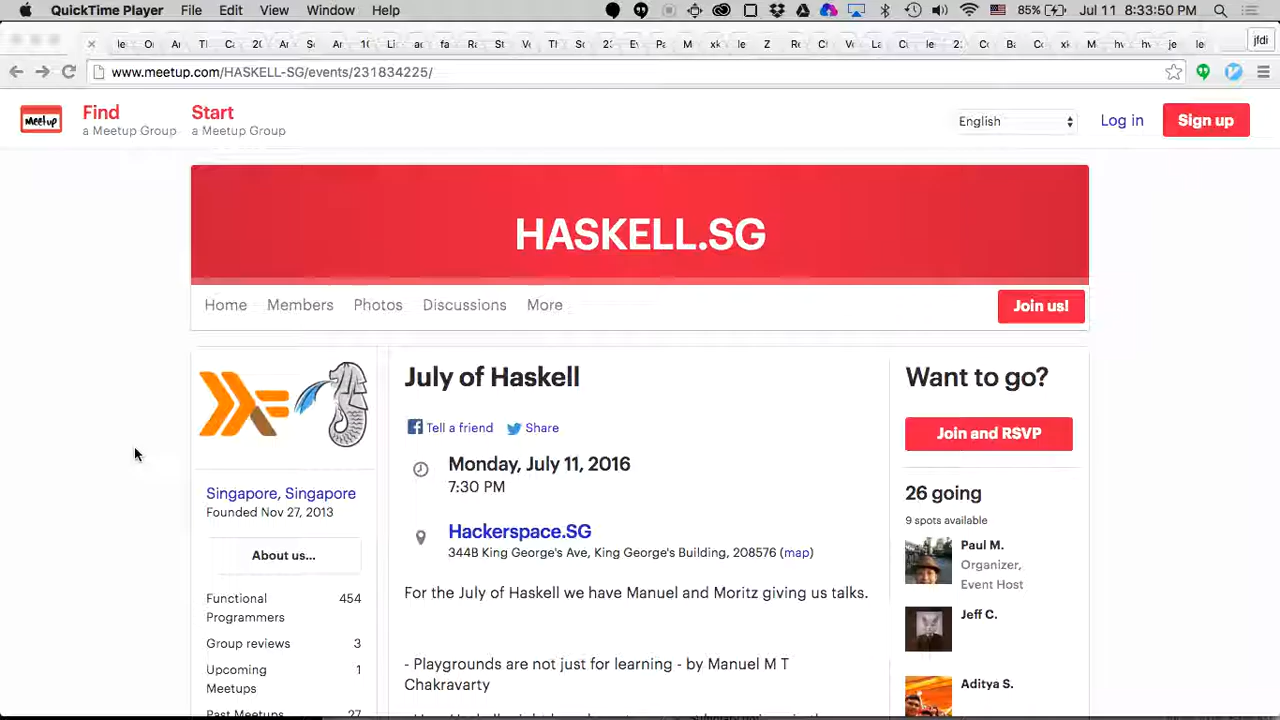 QuickTime Player File Edit View Window Help 85% Jul 11 8:33:50 PM
jfdi
www.meetup.com/HASKELL-SG/events/231834225/
Meetup
Find
a Meetup Group
Start
a Meetup Group
English
Log in
Sign up
HASKELL.SG
Home Members Photos Discussions More
Join us!
Singapore, Singapore
Founded Nov 27, 2013
About us...
Functional Programmers 454
Group reviews 3
Upcoming Meetups 1
Past Meetups 27
July of Haskell
Tell a friend Share
Monday, July 11, 2016
7:30 PM
Hackerspace.SG
344B King George's Ave, King George's Building, 208576 (map)
For the July of Haskell we have Manuel and Moritz giving us talks.
- Playgrounds are not just for learning - by Manuel M T
Chakravarty
Want to go?
Join and RSVP
26 going
9 spots available
Paul M.
Organizer,
Event Host
Jeff C.
Aditya S.